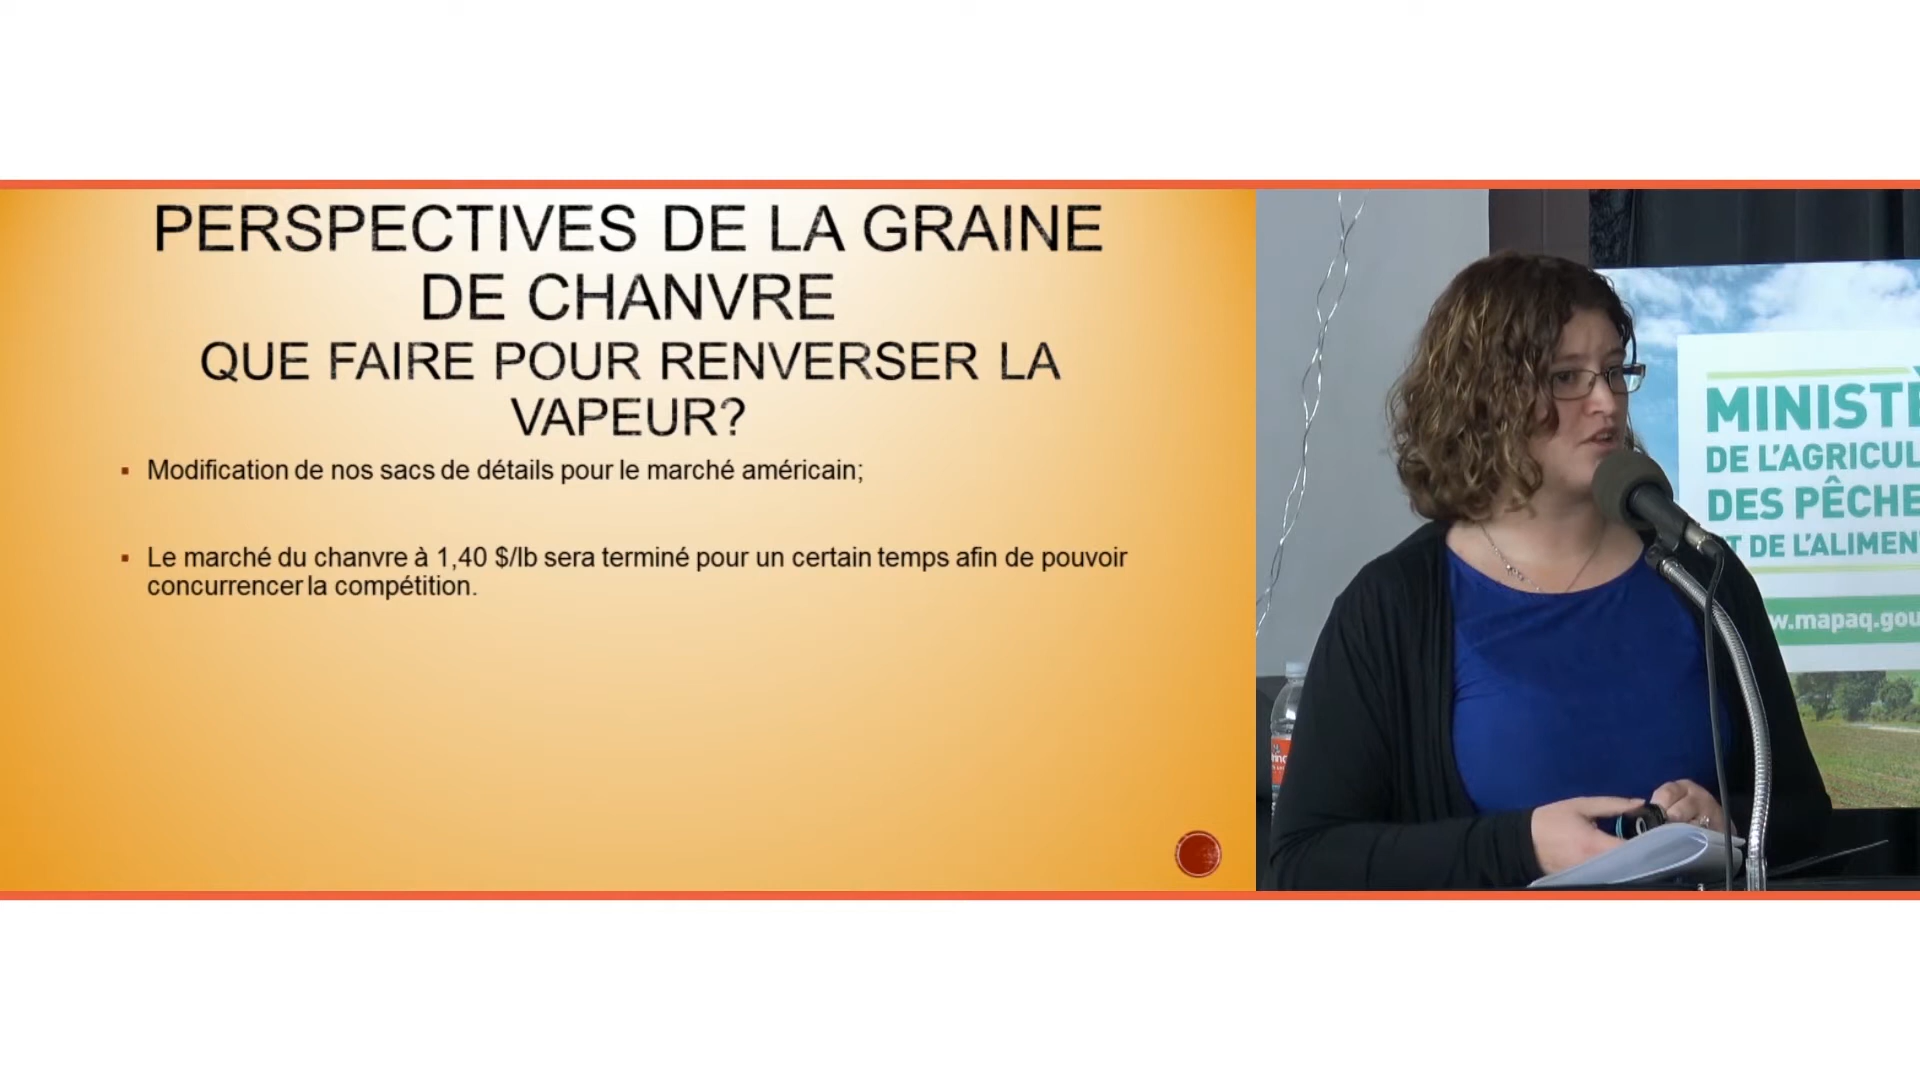 PERSPECTIVES DE LA GRAINE
DE CHANVRE
QUE FAIRE POUR RENVERSER LA
VAPEUR?
▪ Modification de nos sacs de détails pour le marché américain;
▪ Le marché du chanvre à 1,40 $/lb sera terminé pour un certain temps afin de pouvoir
concurrencer la compétition.
MINISTÈ
DE L'AGRICUL
DES PÊCHE
ET DE L'ALIMEN
w.mapaq.gou